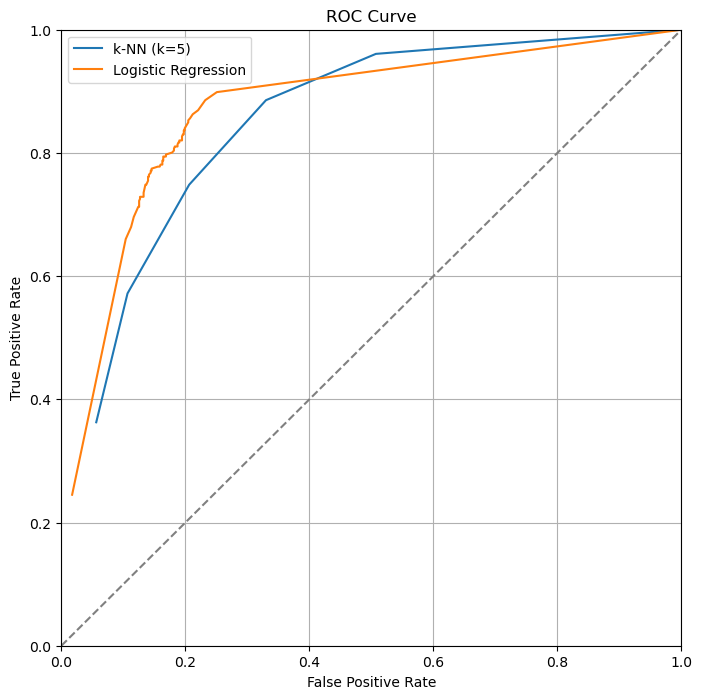 ROC Curve
k-NN (k=5)
Logistic Regression
True Positive Rate
1.0
0.8
0.6
0.4
0.2
0.0
0.0 0.2 0.4 0.6 0.8 1.0
False Positive Rate